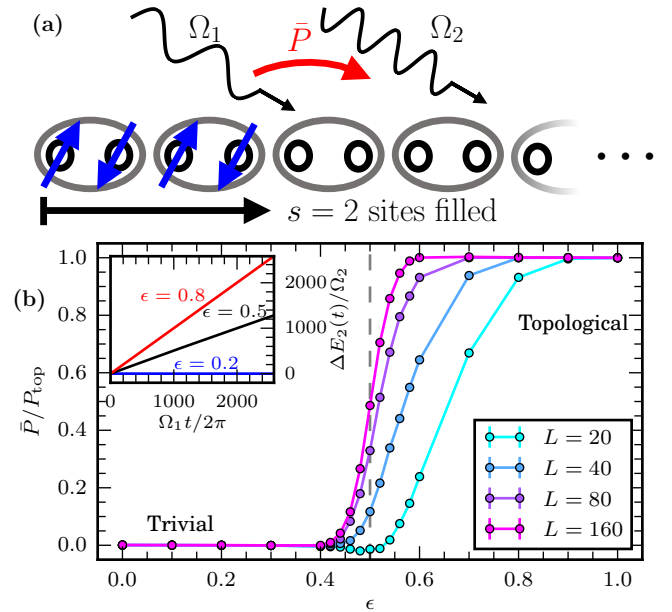 (a)
Ω₁
P̄
Ω₂
s = 2 sites filled
(b)
P̄/P_top
1.0
0.8
0.6
0.4
0.2
0.0
0.0 0.2 0.4 0.6 0.8 1.0
ϵ
Trivial
Topological
ϵ = 0.8
ϵ = 0.5
ϵ = 0.2
0 1000 2000
Ω₁t/2π
2000
1000
0
ΔE₂(t)/Ω₂
L = 20
L = 40
L = 80
L = 160